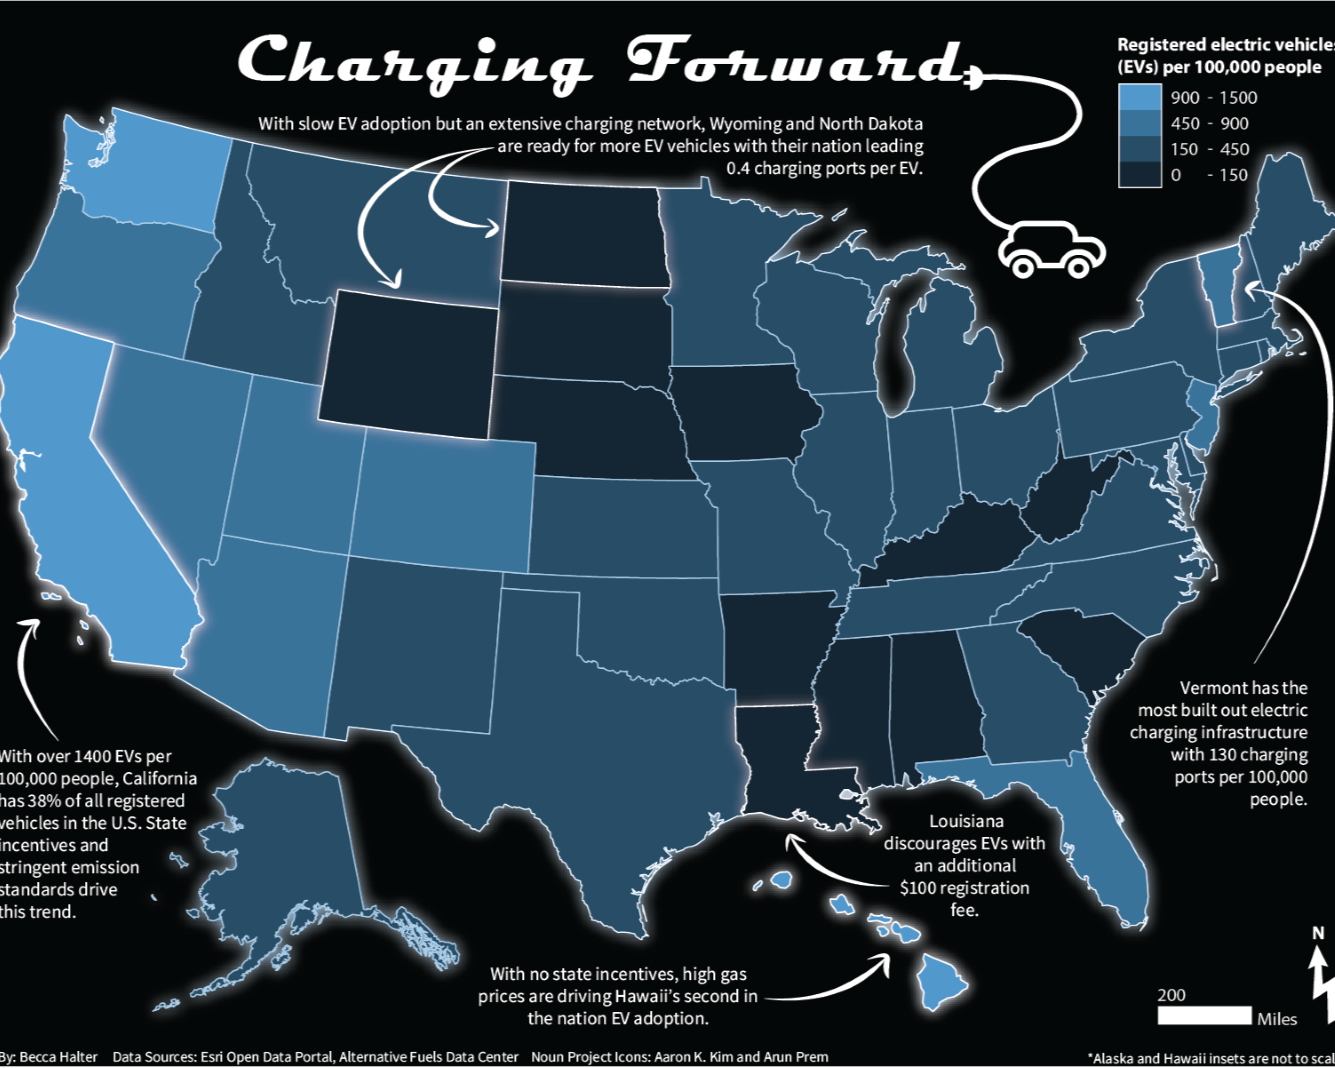 Charging Forward
Registered electric vehicle
(EVs) per 100,000 people
900 - 1500
450 - 900
150 - 450
0 - 150
With slow EV adoption but an extensive charging network, Wyoming and North Dakota
are ready for more EV vehicles with their nation leading
0.4 charging ports per EV.
Vermont has the
most built out electric
charging infrastructure
with 130 charging
ports per 100,000
people.
With over 1400 EVs per
100,000 people, California
has 38% of all registered
vehicles in the U.S. State
incentives and
stringent emission
standards drive
this trend.
Louisiana
discourages EVs with
an additional
$100 registration
fee.
With no state incentives, high gas
prices are driving Hawaii's second in
the nation EV adoption.
N
200
Miles
By: Becca Halter Data Sources: Esri Open Data Portal, Alternative Fuels Data Center Noun Project Icons: Aaron K. Kim and Arun Prem
*Alaska and Hawaii insets are not to scal